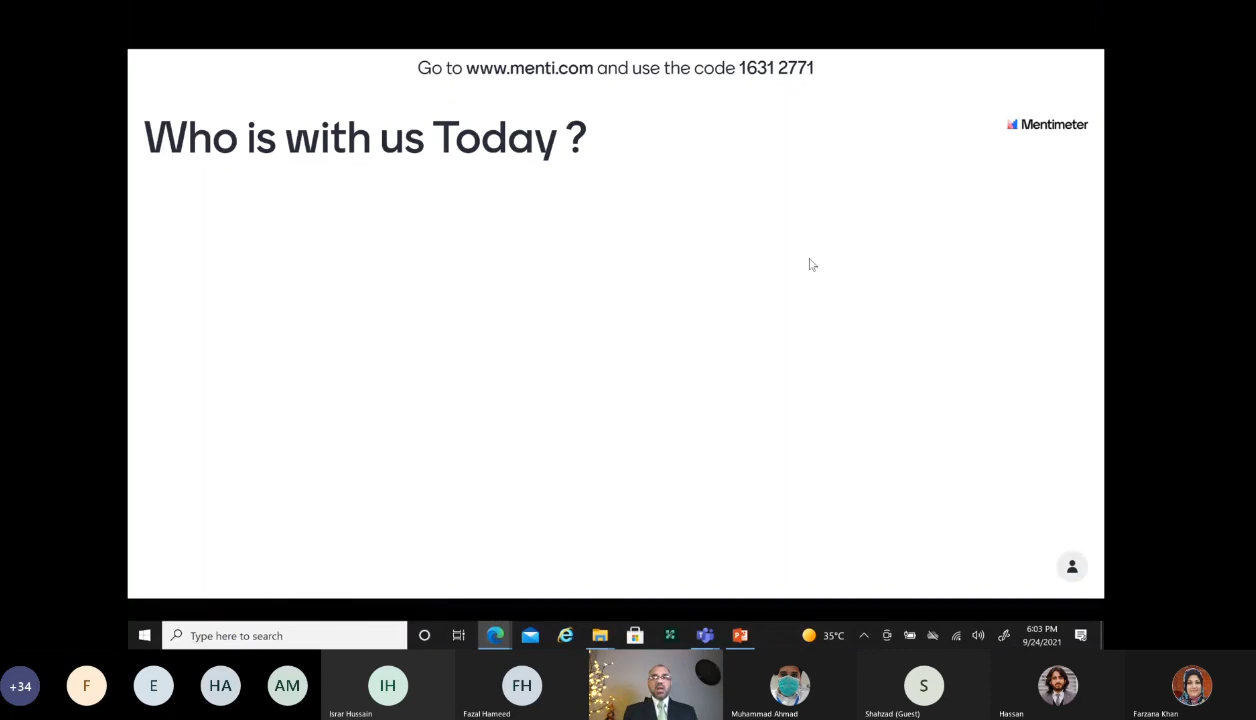 Go to www.menti.com and use the code 1631 2771
Who is with us Today ?
Mentimeter
Type here to search
35°C
6:03 PM
9/24/2021
+34
F
E
HA
AM
IH
FH
S
Israr Hussain
Fazal Hameed
Muhammad Ahmad
Shahzad (Guest)
Hassan
Farzana Khan